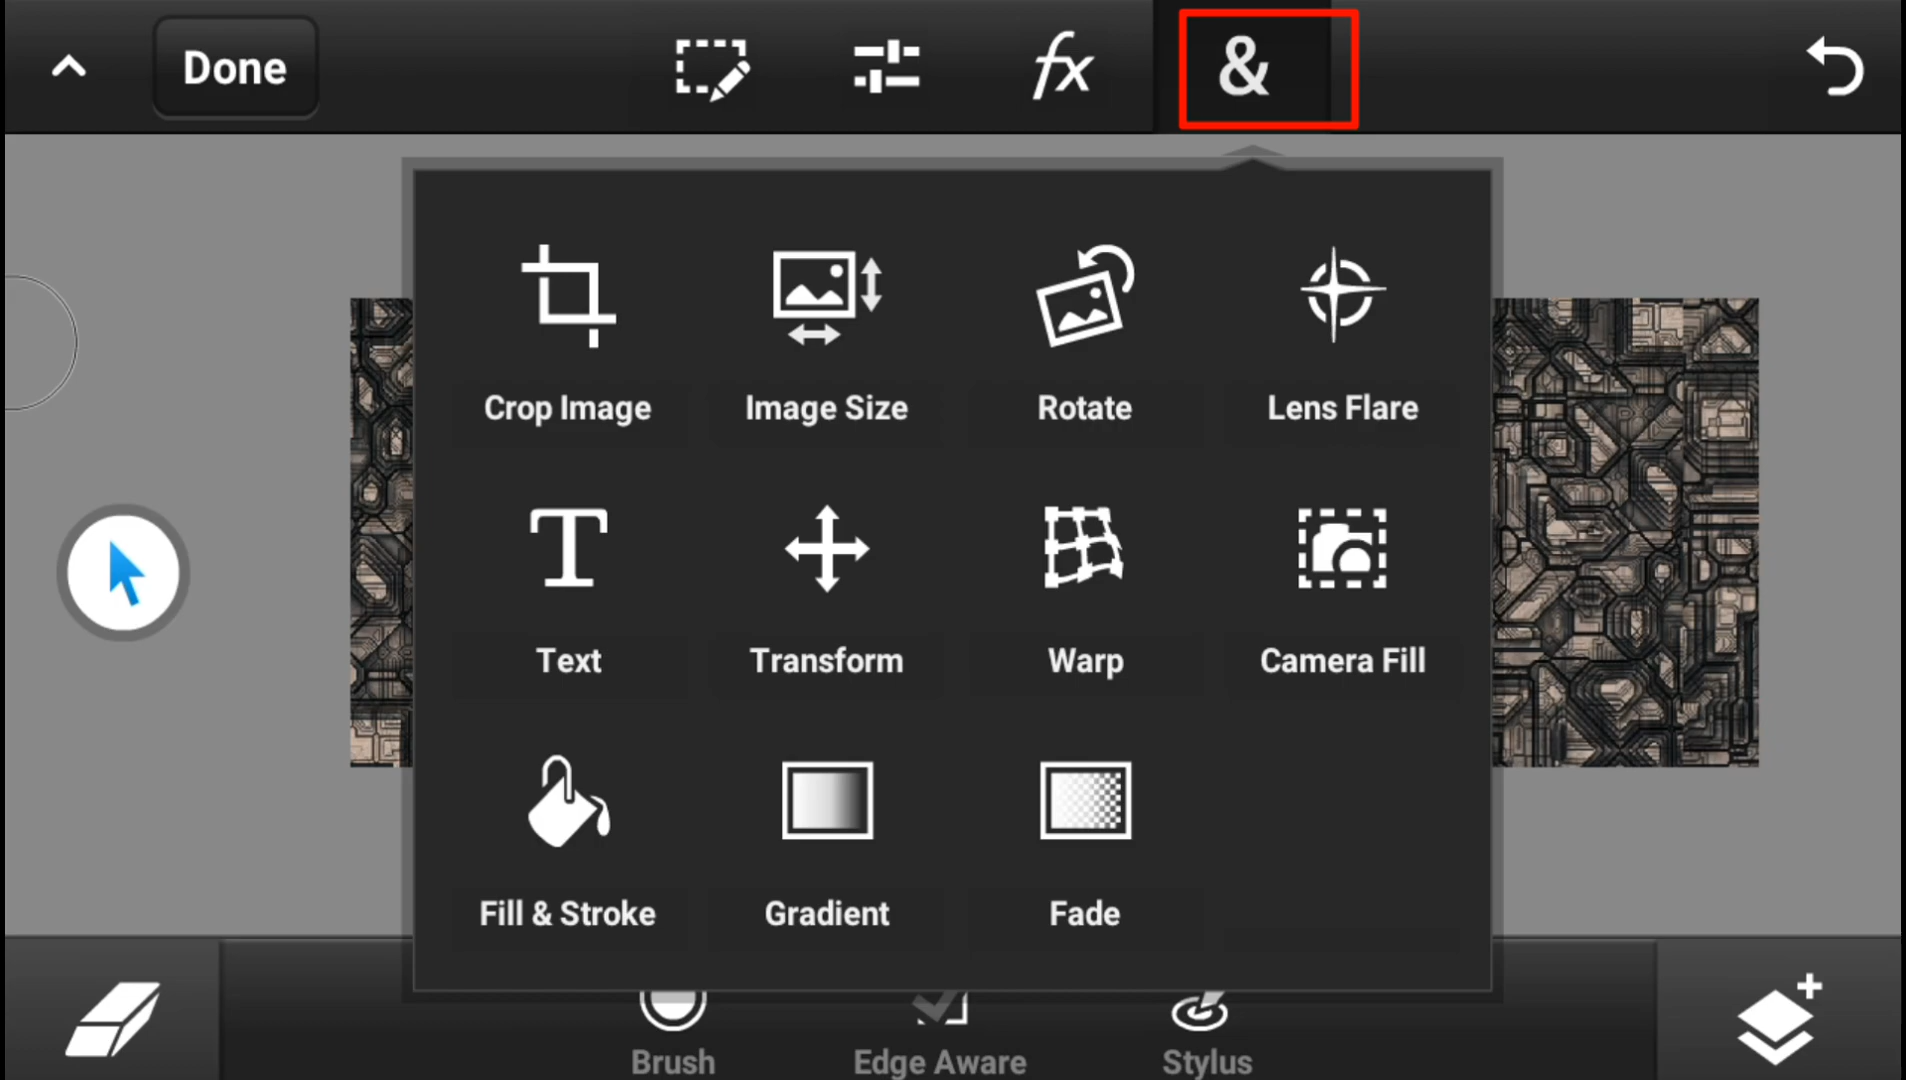 Done
fx
&
Crop Image
Image Size
Rotate
Lens Flare
Text
Transform
Warp
Camera Fill
Fill & Stroke
Gradient
Fade
Brush
Edge Aware
Stylus